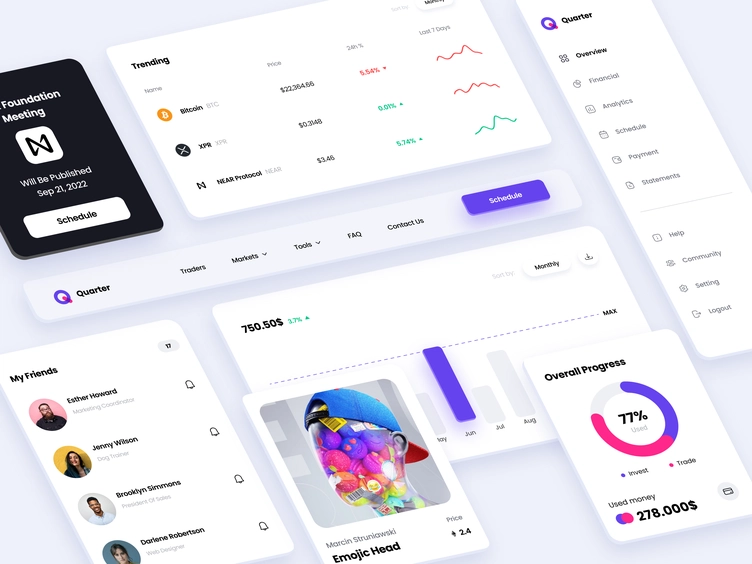 Foundation
Meeting
Will Be Published
Sep 21, 2022
Schedule
Trending
Sort by:
Monthly
Name
Price
24h %
Last 7 Days
Bitcoin BTC
$22,364.66
5.54%
XPR XPR
$0.3148
0.01%
NEAR Protocol NEAR
$3.46
5.74%
Quarter
Overview
Financial
Analytics
Schedule
Payment
Statements
Help
Community
Setting
Logout
Quarter
Traders
Markets
Tools
FAQ
Contact Us
Schedule
750.50$ 3.7%
Sort by:
Monthly
MAX
Jun
Jul
Aug
My Friends
17
Esther Howard
Marketing Coordinator
Jenny Wilson
Dog Trainer
Brooklyn Simmons
President Of Sales
Darlene Robertson
Web Designer
Marcin Struniawski
Emojic Head
Price
2.4
Overall Progress
77%
Used
Invest
Trade
Used money
278.000$